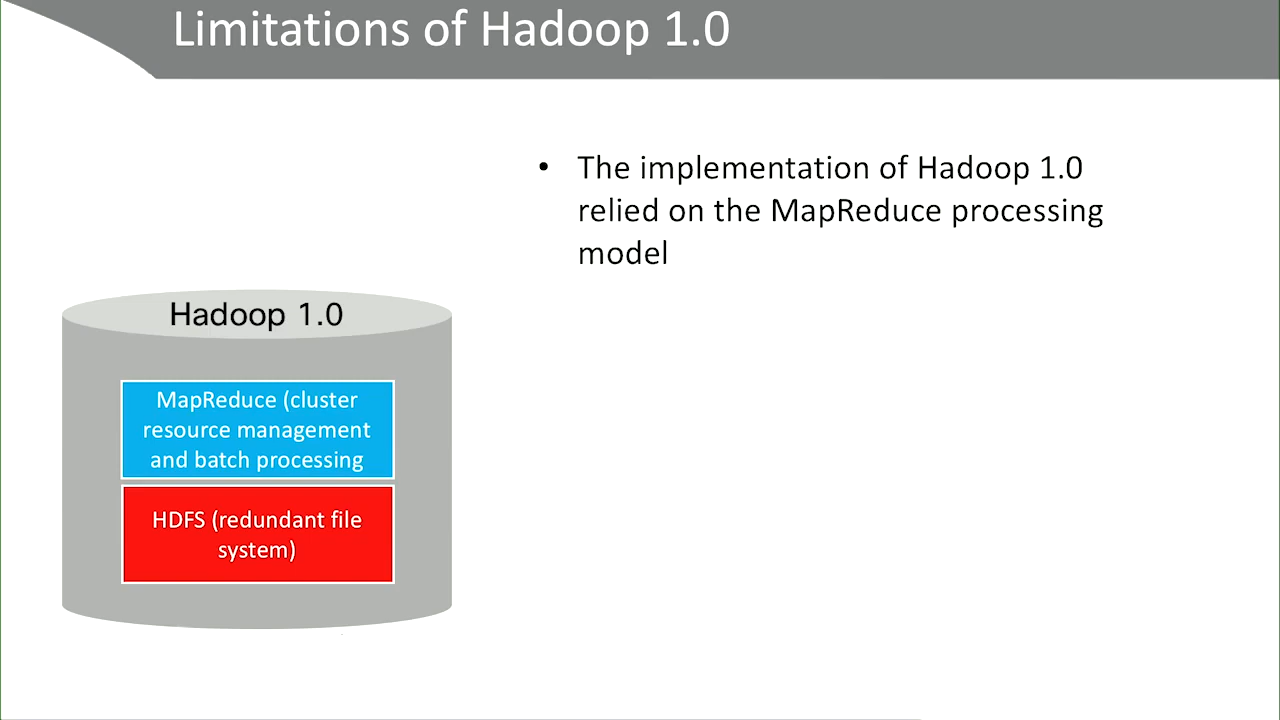 Limitations of Hadoop 1.0
• The implementation of Hadoop 1.0
relied on the MapReduce processing
model
Hadoop 1.0
MapReduce (cluster
resource management
and batch processing
HDFS (redundant file
system)